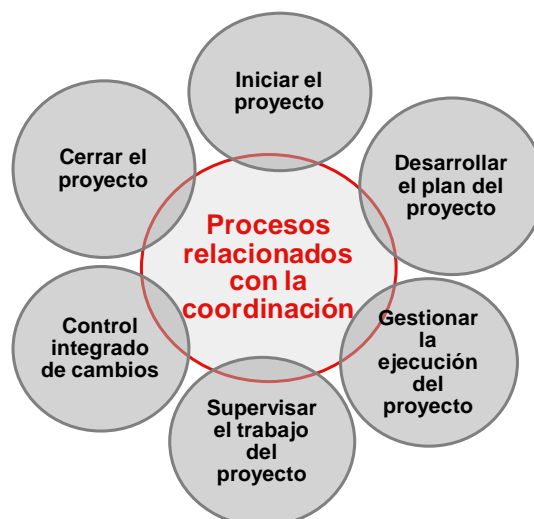 Iniciar el
proyecto
Desarrollar
el plan del
proyecto
Gestionar
la
ejecución
del
proyecto
Supervisar
el trabajo
del
proyecto
Control
integrado
de cambios
Cerrar el
proyecto
Procesos
relacionados
con la
coordinación